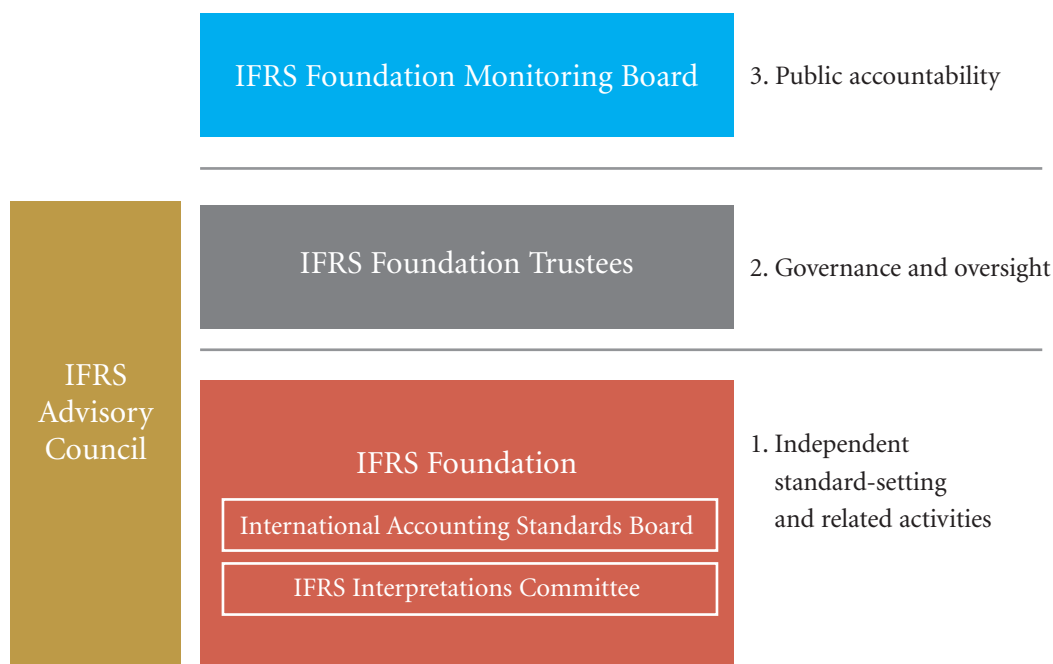 IFRS Foundation Monitoring Board
3. Public accountability
IFRS Foundation Trustees
2. Governance and oversight
IFRS
Advisory
Council
IFRS Foundation
International Accounting Standards Board
IFRS Interpretations Committee
1. Independent
standard-setting
and related activities